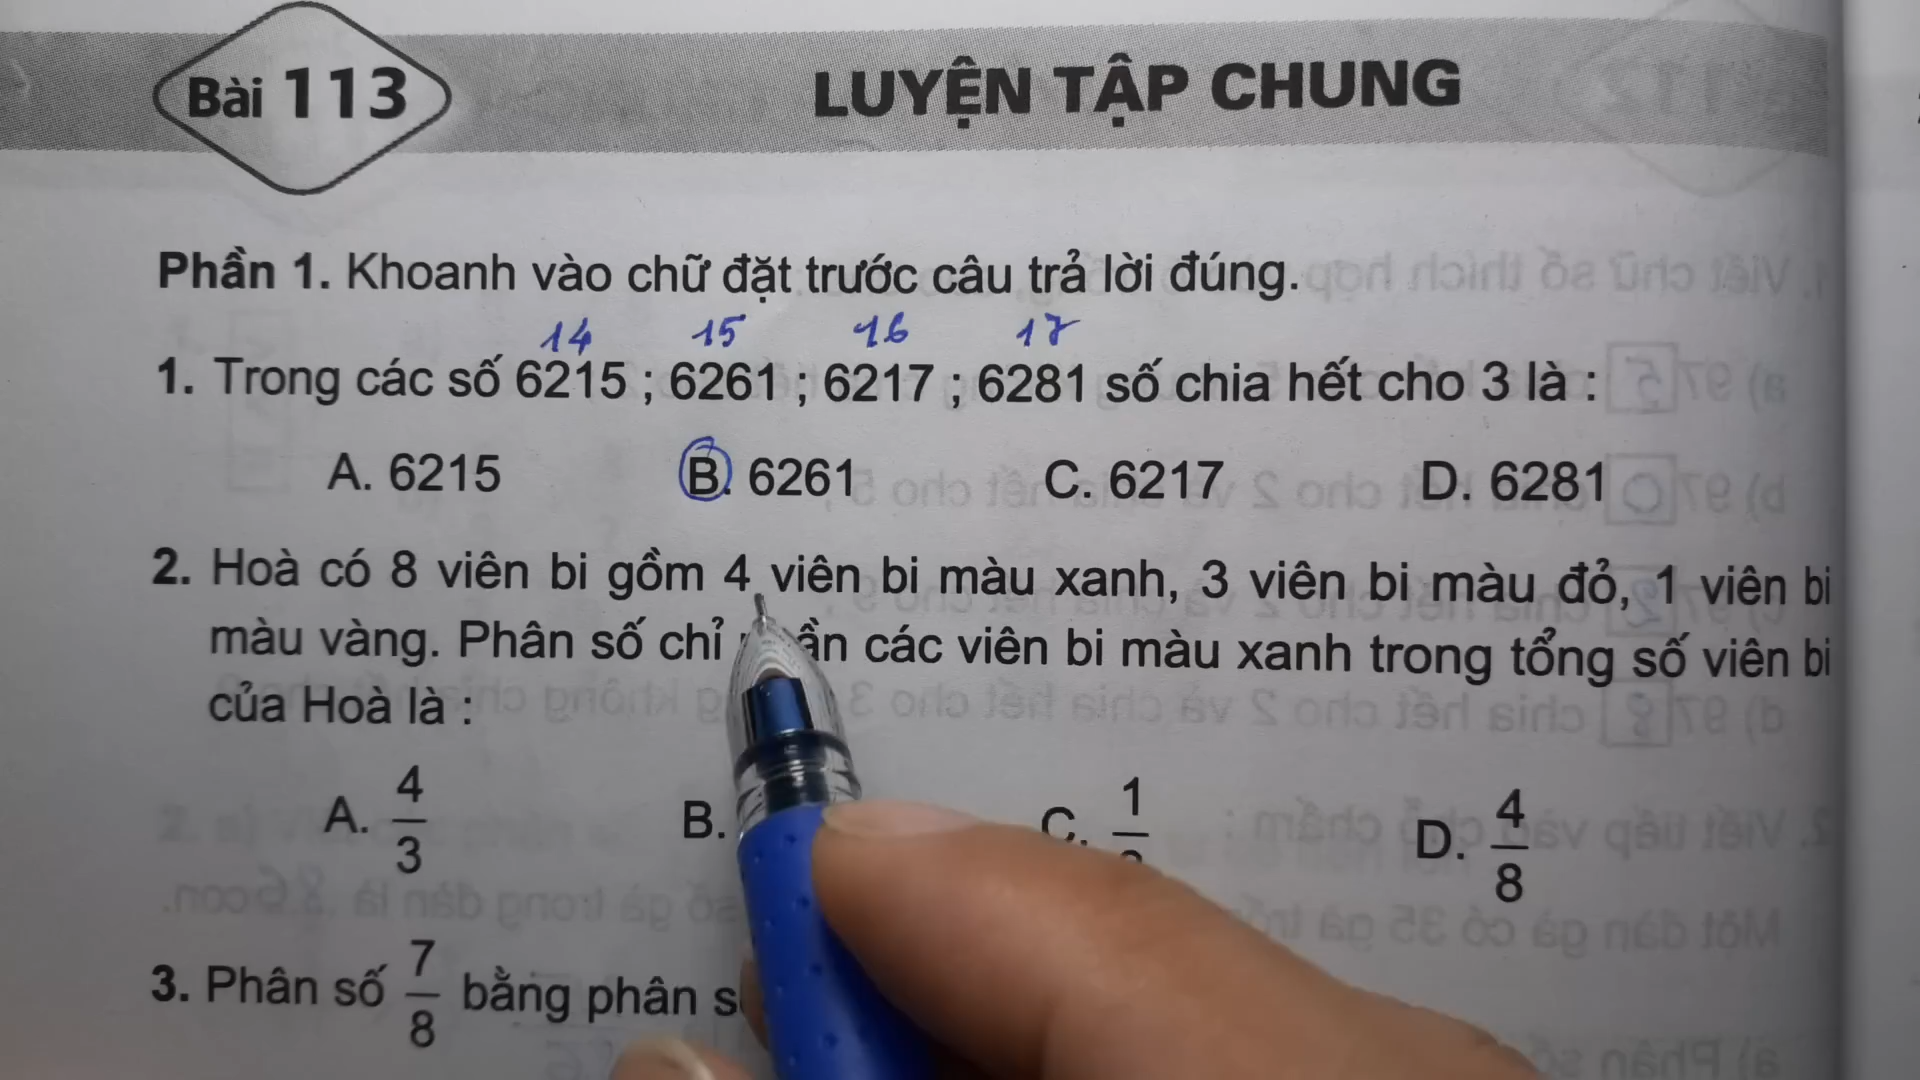 Bài 113 LUYỆN TẬP CHUNG
Phần 1. Khoanh vào chữ đặt trước câu trả lời đúng.
14 15 16 17
1. Trong các số 6215 ; 6261 ; 6217 ; 6281 số chia hết cho 3 là :
A. 6215 B. 6261 C. 6217 D. 6281
2. Hoà có 8 viên bi gồm 4 viên bi màu xanh, 3 viên bi màu đỏ, 1 viên bi
màu vàng. Phân số chỉ các viên bi màu xanh trong tổng số viên bi
của Hoà là :
A. 4/3 B. C. 1 D. 4/8
3. Phân số 7/8 bằng phân